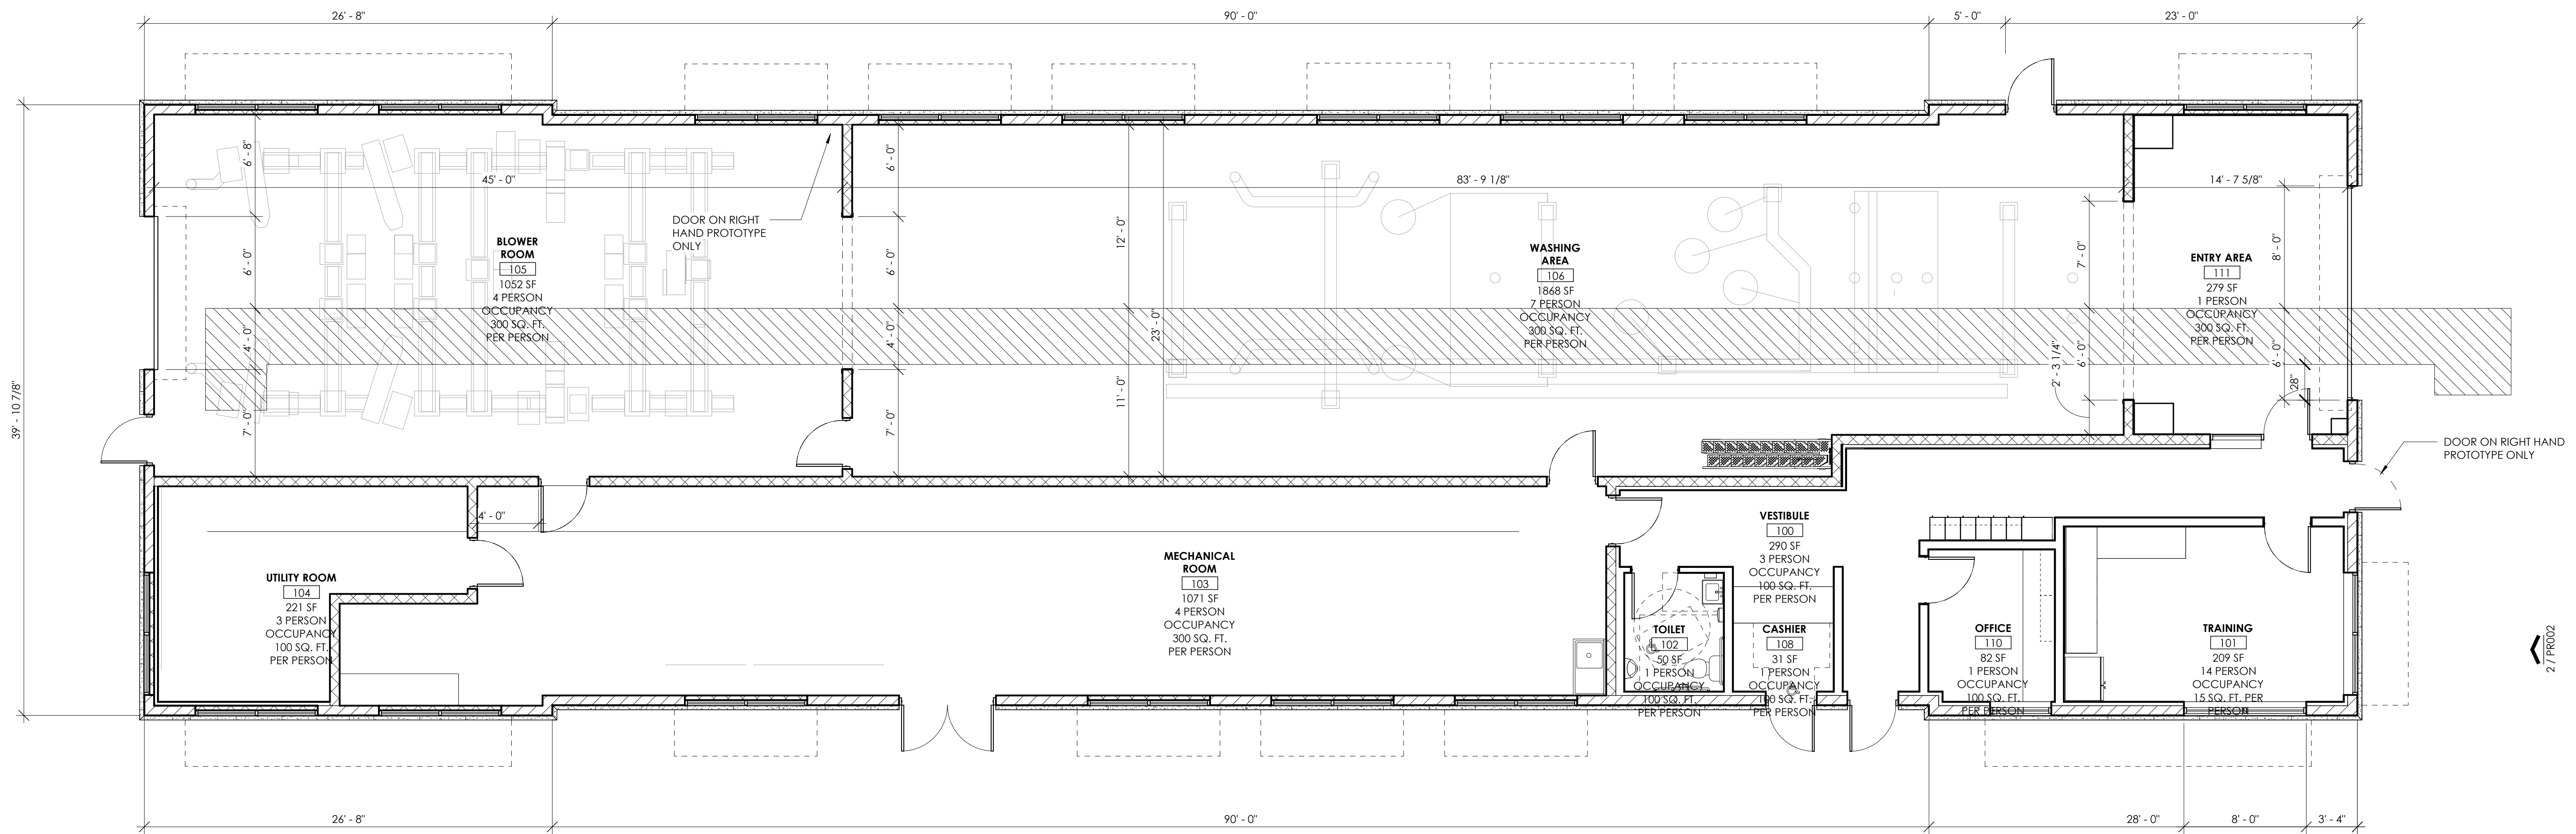 26' - 8"
90' - 0"
5' - 0"
23' - 0"
39' - 10 7/8"
6' - 8"
6' - 0"
4' - 0"
7' - 0"
45' - 0"
DOOR ON RIGHT
HAND PROTOTYPE
ONLY
BLOWER
ROOM
105
1052 SF
4 PERSON
OCCUPANCY
300 SQ. FT.
PER PERSON
6' - 0"
6' - 0"
4' - 0"
7' - 0"
12' - 0"
11' - 0"
23' - 0"
83' - 9 1/8"
WASHING
AREA
106
1868 SF
7 PERSON
OCCUPANCY
300 SQ. FT.
PER PERSON
7' - 0"
6' - 0"
2' - 3 1/4"
14' - 7 5/8"
ENTRY AREA
111
279 SF
1 PERSON
OCCUPANCY
300 SQ. FT.
PER PERSON
8' - 0"
6' - 0"
28"
DOOR ON RIGHT HAND
PROTOTYPE ONLY
4' - 0"
UTILITY ROOM
104
221 SF
3 PERSON
OCCUPANCY
100 SQ. FT.
PER PERSON
MECHANICAL
ROOM
103
1071 SF
4 PERSON
OCCUPANCY
300 SQ. FT.
PER PERSON
VESTIBULE
100
290 SF
3 PERSON
OCCUPANCY
100 SQ. FT.
PER PERSON
TOILET
102
50 SF
1 PERSON
OCCUPANCY
100 SQ. FT.
PER PERSON
CASHIER
108
31 SF
1 PERSON
OCCUPANCY
100 SQ. FT.
PER PERSON
OFFICE
110
82 SF
1 PERSON
OCCUPANCY
100 SQ. FT.
PER PERSON
TRAINING
101
209 SF
14 PERSON
OCCUPANCY
15 SQ. FT. PER
PERSON
2 / PR002
26' - 8"
90' - 0"
28' - 0"
8' - 0"
3' - 4"